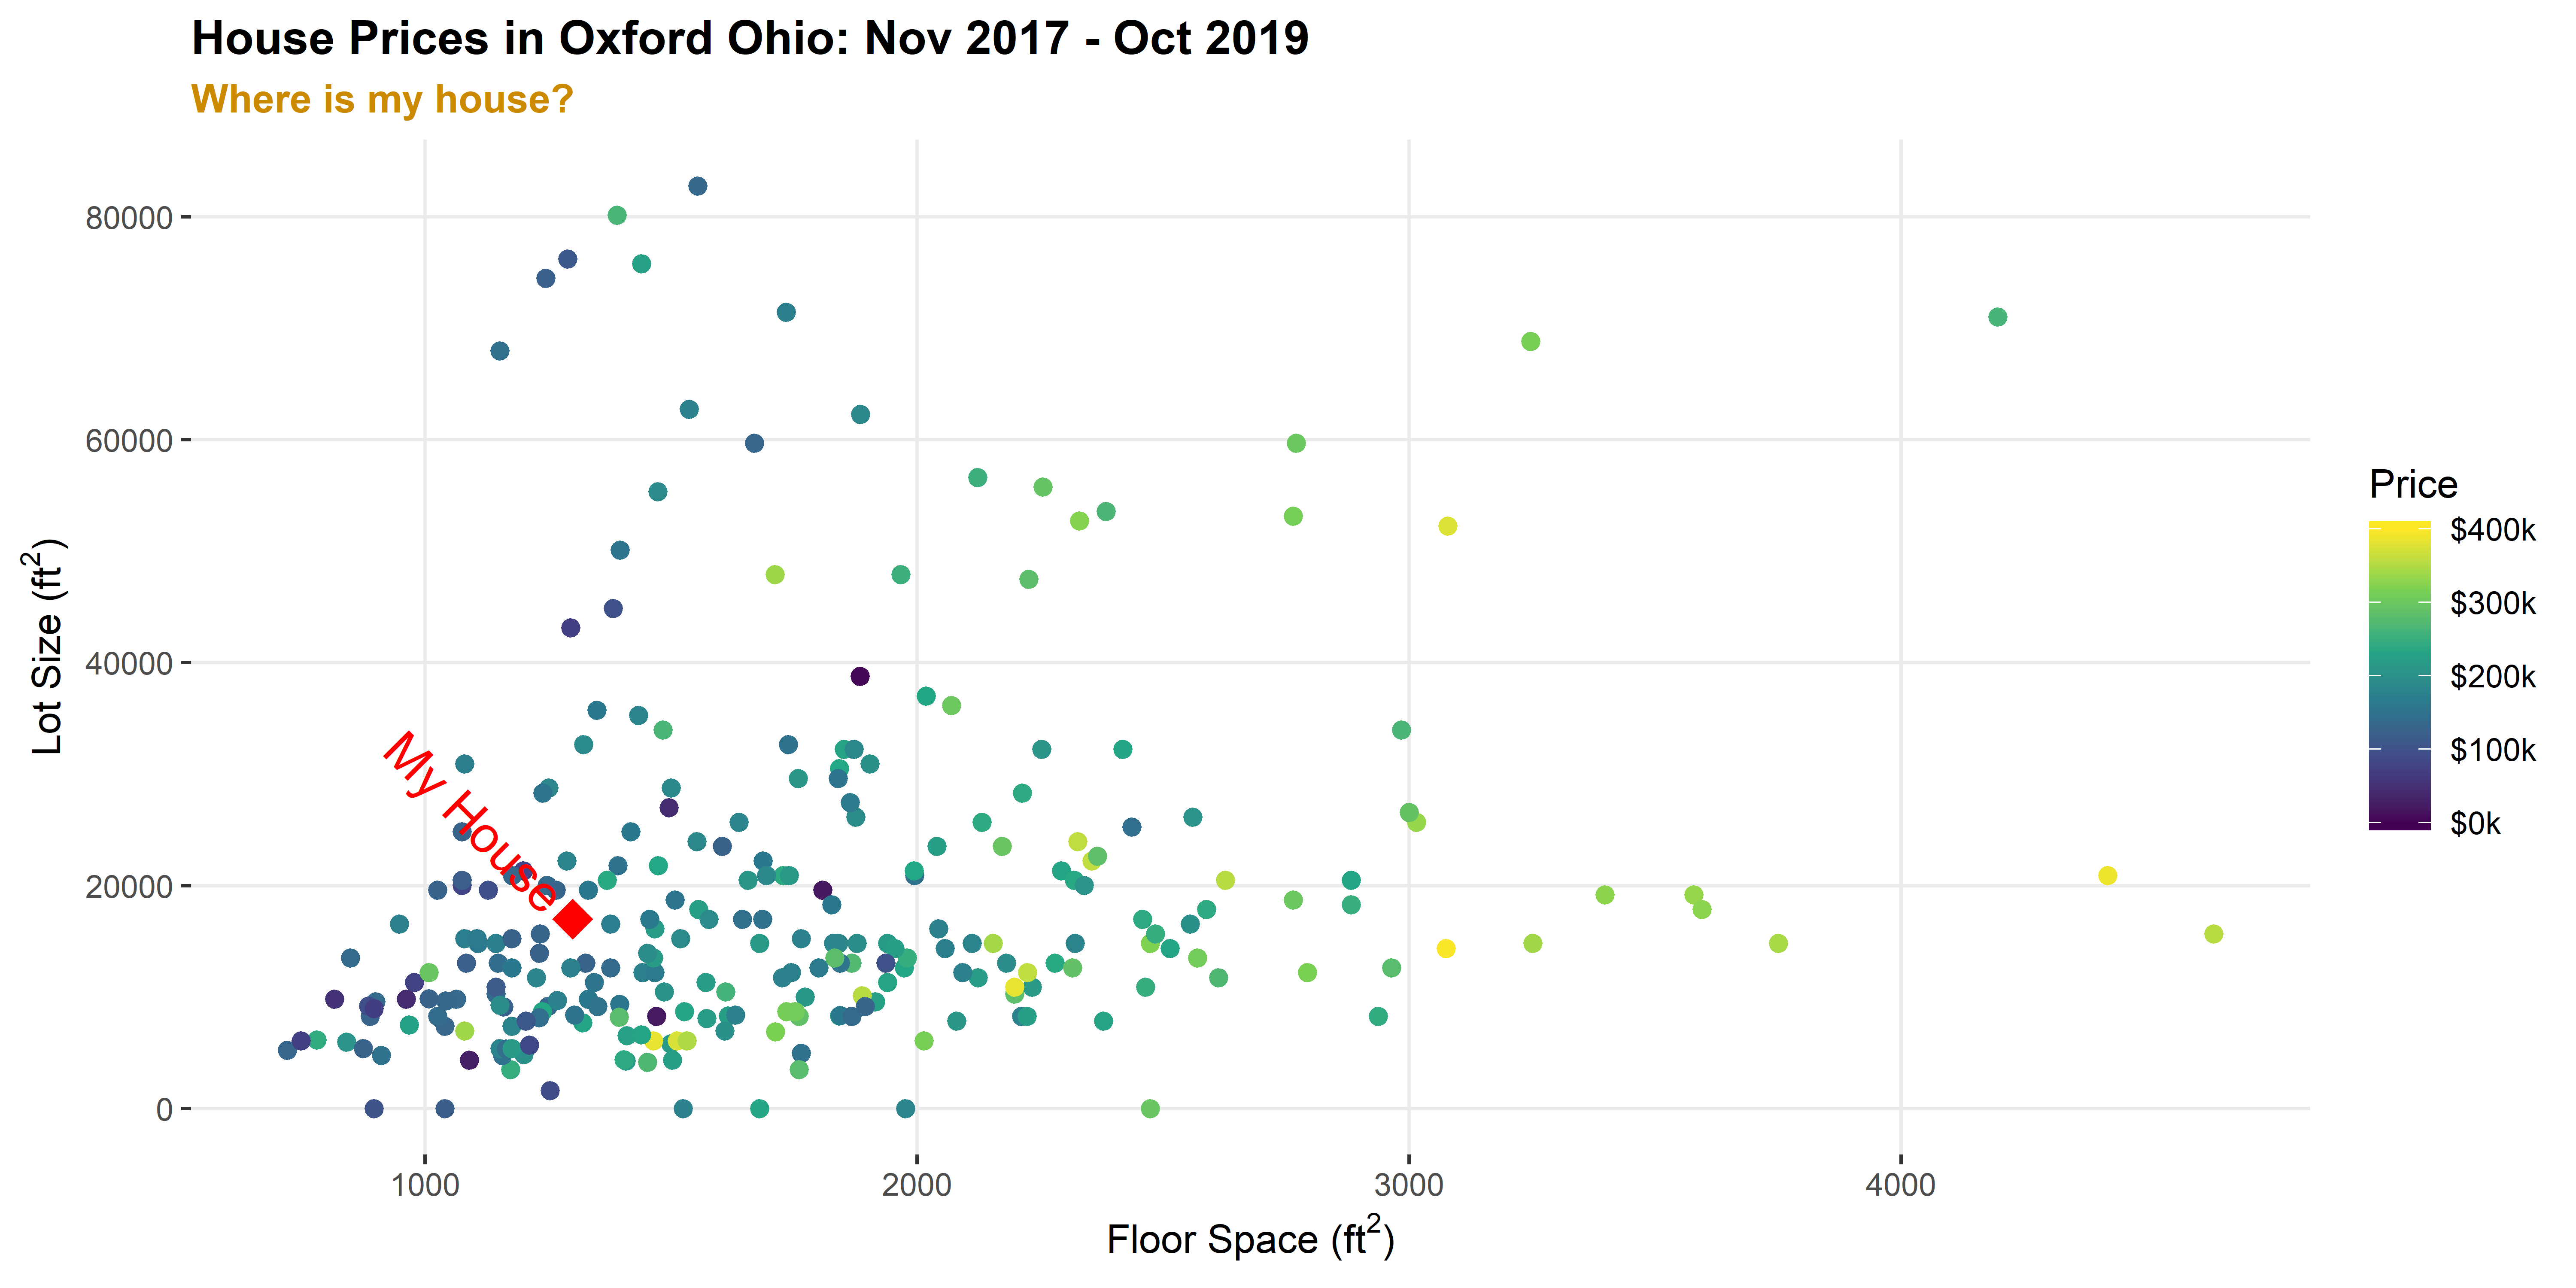 House Prices in Oxford Ohio: Nov 2017 - Oct 2019
Where is my house?
80000
60000
40000
20000
0
Lot Size (ft²)
My House
1000 2000 3000 4000
Floor Space (ft²)
Price
$400k
$300k
$200k
$100k
$0k